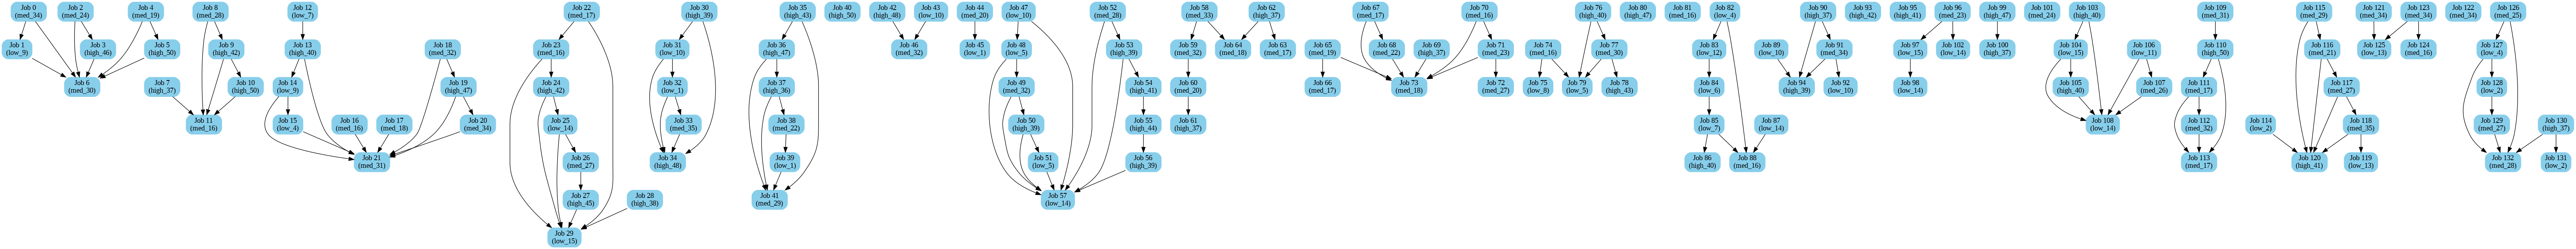 Job 0
(med_34)
Job 2
(med_24)
Job 4
(med_19)
Job 8
(med_28)
Job 12
(low_7)
Job 22
(med_17)
Job 30
(high_39)
Job 35
(high_43)
Job 40
(high_50)
Job 42
(high_48)
Job 43
(low_10)
Job 44
(med_20)
Job 47
(low_10)
Job 52
(med_28)
Job 58
(med_33)
Job 62
(high_37)
Job 67
(med_17)
Job 70
(med_16)
Job 76
(high_40)
Job 80
(high_47)
Job 81
(med_16)
Job 82
(low_4)
Job 90
(high_37)
Job 93
(high_42)
Job 95
(high_41)
Job 96
(med_23)
Job 99
(high_47)
Job 101
(med_24)
Job 103
(high_40)
Job 109
(med_31)
Job 115
(med_29)
Job 121
(med_34)
Job 123
(med_34)
Job 122
(med_34)
Job 126
(med_25)
Job 1
(low_9)
Job 3
(high_46)
Job 5
(high_50)
Job 9
(high_42)
Job 13
(high_40)
Job 18
(med_32)
Job 23
(med_16)
Job 31
(low_10)
Job 36
(high_47)
Job 46
(med_32)
Job 45
(low_1)
Job 48
(low_5)
Job 53
(high_39)
Job 59
(med_32)
Job 64
(med_18)
Job 63
(med_17)
Job 65
(med_19)
Job 68
(med_22)
Job 69
(high_37)
Job 71
(med_23)
Job 74
(med_16)
Job 77
(med_30)
Job 83
(low_12)
Job 89
(low_10)
Job 91
(med_34)
Job 97
(low_15)
Job 102
(low_14)
Job 100
(high_37)
Job 104
(low_15)
Job 106
(low_11)
Job 110
(high_50)
Job 116
(med_21)
Job 125
(low_13)
Job 124
(med_16)
Job 127
(low_4)
Job 6
(med_30)
Job 7
(high_37)
Job 10
(high_50)
Job 14
(low_9)
Job 19
(high_47)
Job 24
(high_42)
Job 32
(low_1)
Job 37
(high_36)
Job 49
(med_32)
Job 54
(high_41)
Job 60
(med_20)
Job 66
(med_17)
Job 73
(med_18)
Job 72
(med_27)
Job 75
(low_8)
Job 79
(low_5)
Job 78
(high_43)
Job 84
(low_6)
Job 94
(high_39)
Job 92
(low_10)
Job 98
(low_14)
Job 105
(high_40)
Job 107
(med_26)
Job 111
(med_17)
Job 117
(med_27)
Job 128
(low_2)
Job 11
(med_16)
Job 15
(low_4)
Job 16
(med_16)
Job 17
(med_18)
Job 20
(med_34)
Job 25
(low_14)
Job 33
(med_35)
Job 38
(med_22)
Job 50
(high_39)
Job 55
(high_44)
Job 61
(high_37)
Job 85
(low_7)
Job 87
(low_14)
Job 108
(low_14)
Job 112
(med_32)
Job 114
(low_2)
Job 118
(med_35)
Job 129
(med_27)
Job 130
(high_37)
Job 21
(med_31)
Job 26
(med_27)
Job 34
(high_48)
Job 39
(low_1)
Job 51
(low_5)
Job 56
(high_39)
Job 86
(high_40)
Job 88
(med_16)
Job 113
(med_17)
Job 120
(high_41)
Job 119
(low_13)
Job 132
(med_28)
Job 131
(low_2)
Job 27
(high_45)
Job 28
(high_38)
Job 41
(med_29)
Job 57
(low_14)
Job 29
(low_15)